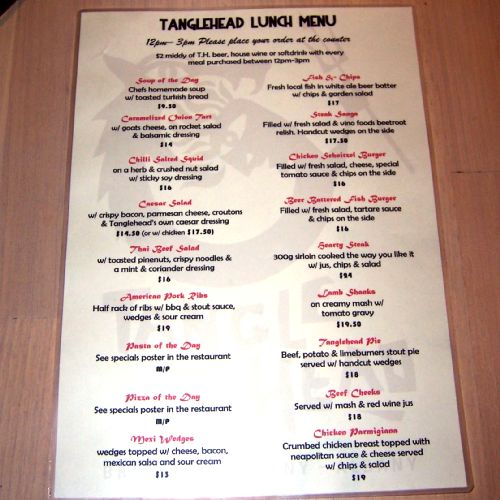 TANGLEHEAD LUNCH MENU
12pm- 3pm Please place your order at the counter
$2 middy of T.H. beer, house wine or softdrink with every
meal purchased between 12pm-3pm
Soup of the Day
Chefs homemade soup
w/ toasted turkish bread
$9.50
Caramelized Onion Tart
w/ goats cheese, on rocket salad
& balsamic dressing
$14
Chilli Salted Squid
on a herb & crushed nut salad
w/ sticky soy dressing
$16
Caesar Salad
w/ crispy bacon, parmesan cheese, croutons
& Tanglehead's own caesar dressing
$14.50 (or w/ chicken $17.50)
Thai Beef Salad
w/ toasted pinenuts, crispy noodles &
a mint & coriander dressing
$16
American Pork Ribs
Half rack of ribs w/ bbq & stout sauce,
wedges & sour cream
$19
Pasta of the Day
See specials poster in the restaurant
M/P
Pizza of the Day
See specials poster in the restaurant
M/P
Mexi Wedges
wedges topped w/ cheese, bacon,
mexican salsa and sour cream
$15
Fish & Chips
Fresh local fish in white ale beer batter
w/ chips & garden salad
$17
Steak Sanga
Filled w/ fresh salad & vino foods beetroot
relish. Handcut wedges on the side
$17.50
Chicken Schnitzel Burger
Filled w/ fresh salad, cheese, special
tomato sauce & chips on the side
$16
Beer Battered Fish Burger
Filled w/ fresh salad, tartare sauce
& chips on the side
$16
Hearty Steak
300g sirloin cooked the way you like it
w/ jus, chips & salad
$24
Lamb Shanks
on creamy mash w/
tomato gravy
$19.50
Tanglehead Pie
Beef, potato & limeburners stout pie
served w/ handcut wedges
$18
Beef Cheeks
Served w/ mash & red wine jus
$18
Chicken Parmigiana
Crumbed chicken breast topped with
neapolitan sauce & cheese served
w/ chips & salad
$19